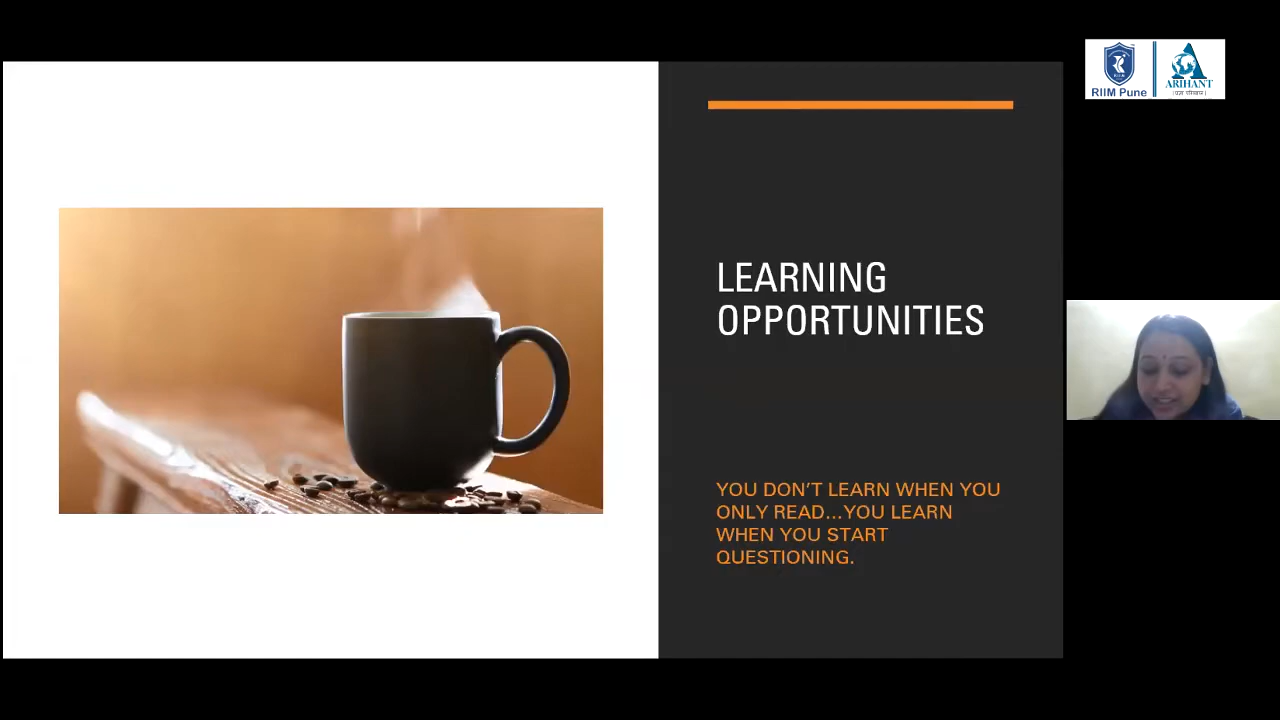 RIIM Pune
ARIHANT
LEARNING
OPPORTUNITIES
YOU DON'T LEARN WHEN YOU
ONLY READ...YOU LEARN
WHEN YOU START
QUESTIONING.